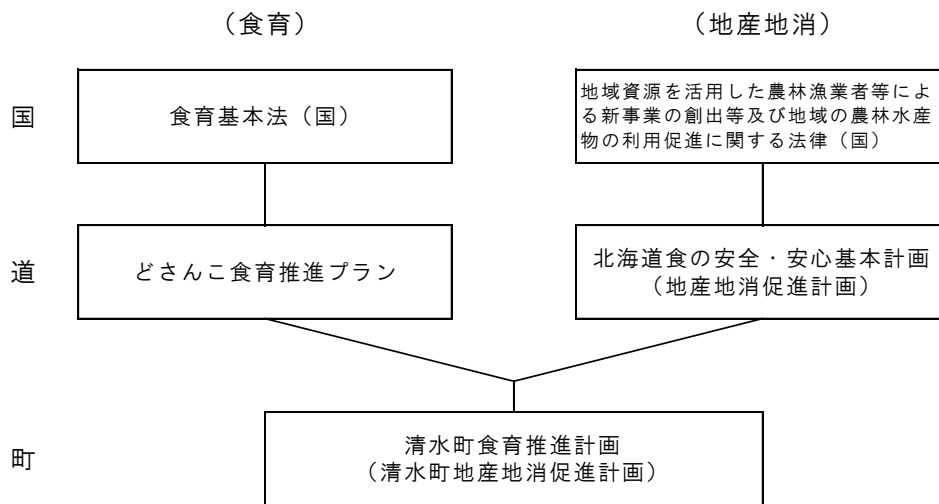 （食育）
（地産地消）
国
食育基本法（国）
地域資源を活用した農林漁業者等によ
る新事業の創出等及び地域の農林水産
物の利用促進に関する法律（国）
道
どさんこ食育推進プラン
北海道食の安全・安心基本計画
（地産地消促進計画）
町
清水町食育推進計画
（清水町地産地消促進計画）